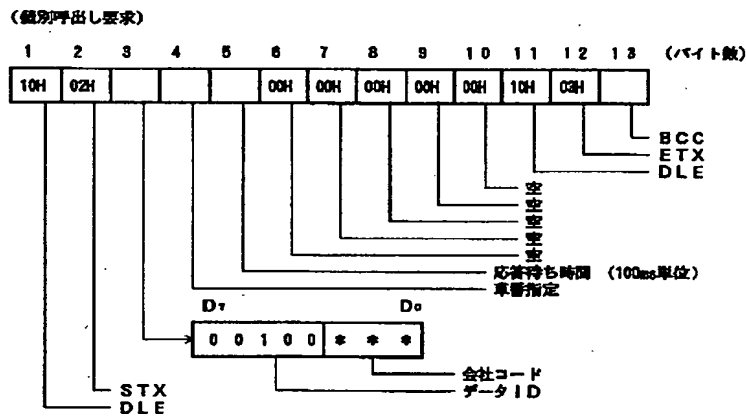 (個別呼出し要求)
1 2 3 4 5 6 7 8 9 10 11 12 13 (バイト数)
10H 02H 00H 00H 00H 00H 00H 10H 03H
BCC
ETX
DLE
空
空
空
空
空
応答待ち時間 (100ms単位)
車番指定
D7 D0
0 0 1 0 0 * * *
会社コード
データID
STX
DLE